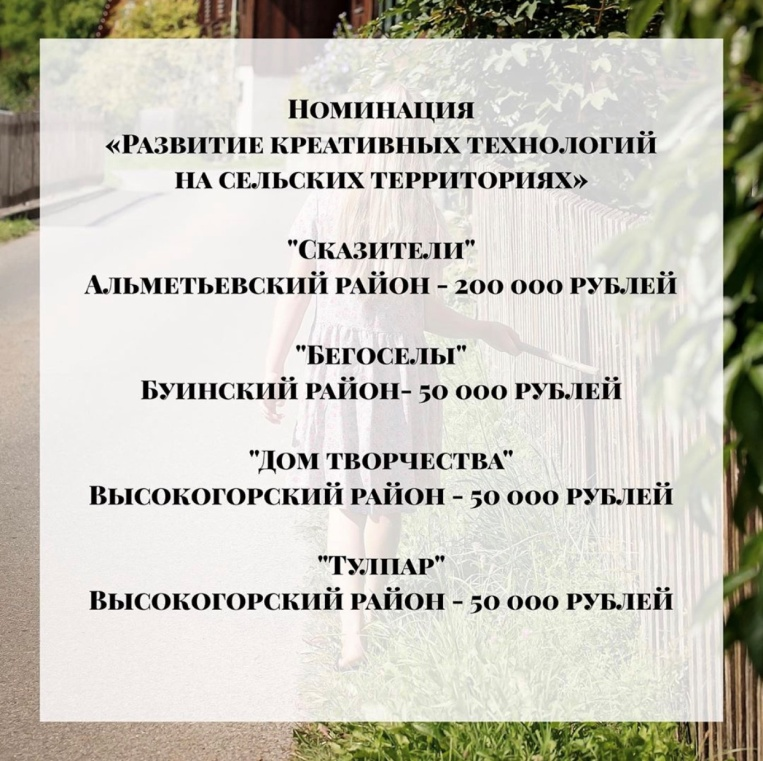 Номинация
«Развитие креативных технологий
на сельских территориях»
"Сказители"
Альметьевский район - 200 000 рублей
"Бегоселы"
Буинский район- 50 000 рублей
"Дом творчества"
Высокогорский район - 50 000 рублей
"Тулпар"
Высокогорский район - 50 000 рублей